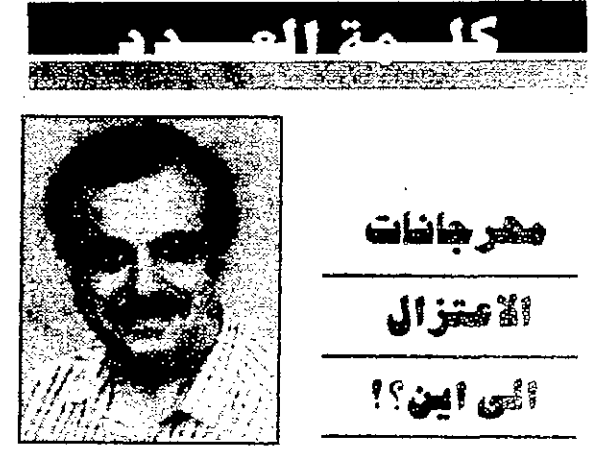 كلمة العدد
مهرجانات
الاعتزال
الى اين؟!